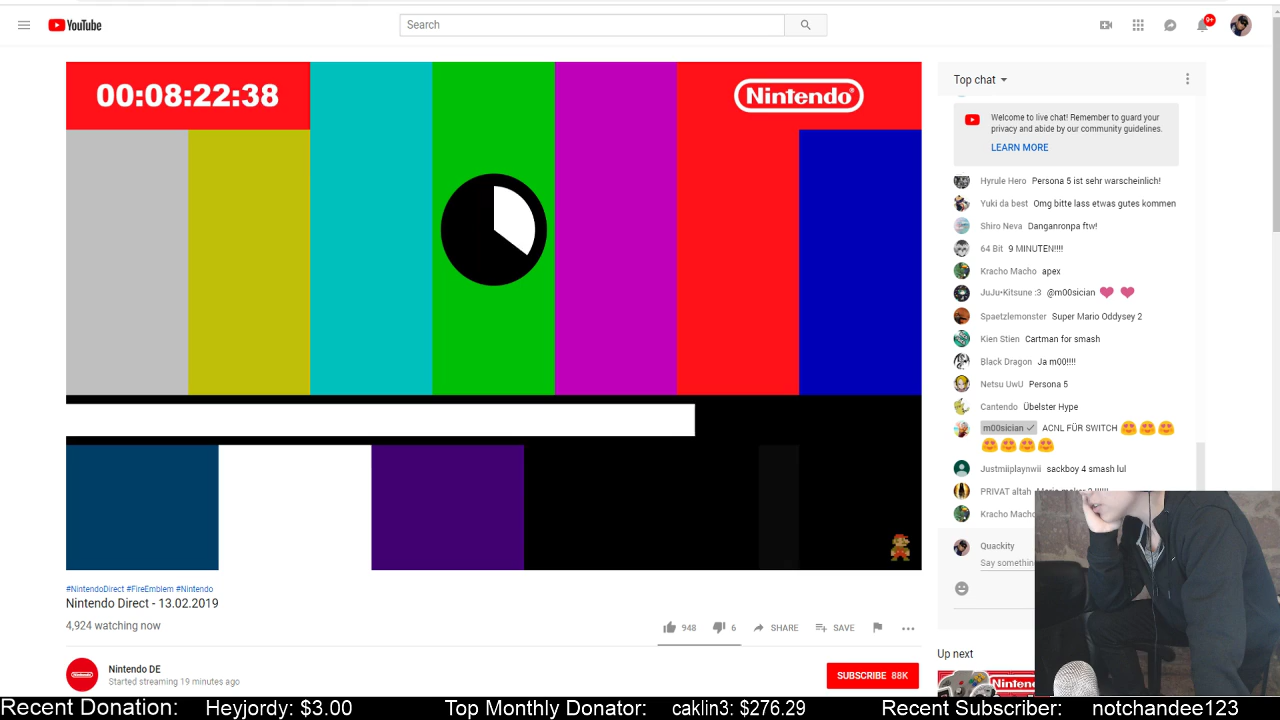 YouTube
Search
9+
00:08:22:38
Nintendo
Top chat
Welcome to live chat! Remember to guard your
privacy and abide by our community guidelines.
LEARN MORE
Hyrule Hero Persona 5 ist sehr warscheinlich!
Yuki da best Omg bitte lass etwas gutes kommen
Shiro Neva Danganronpa ftw!
64 Bit 9 MINUTEN!!!!
Kracho Macho apex
JuJu•Kitsune :3 @m00sician
Spaetzlemonster Super Mario Oddysey 2
Kien Stien Cartman for smash
Black Dragon Ja m00!!!!
Netsu UwU Persona 5
Cantendo Übelster Hype
m00sician ✓ ACNL FÜR SWITCH
Justmiiplaynwii sackboy 4 smash lul
PRIVAT altah
Kracho Macho
Quackity
Say something
#NintendoDirect #FireEmblem #Nintendo
Nintendo Direct - 13.02.2019
4,924 watching now
948 6 SHARE SAVE
Up next
Nintendo DE
Started streaming 19 minutes ago
SUBSCRIBE 88K
Recent Donation: Heyjordy: $3.00 Top Monthly Donator: caklin3: $276.29 Recent Subscriber: notchandee123